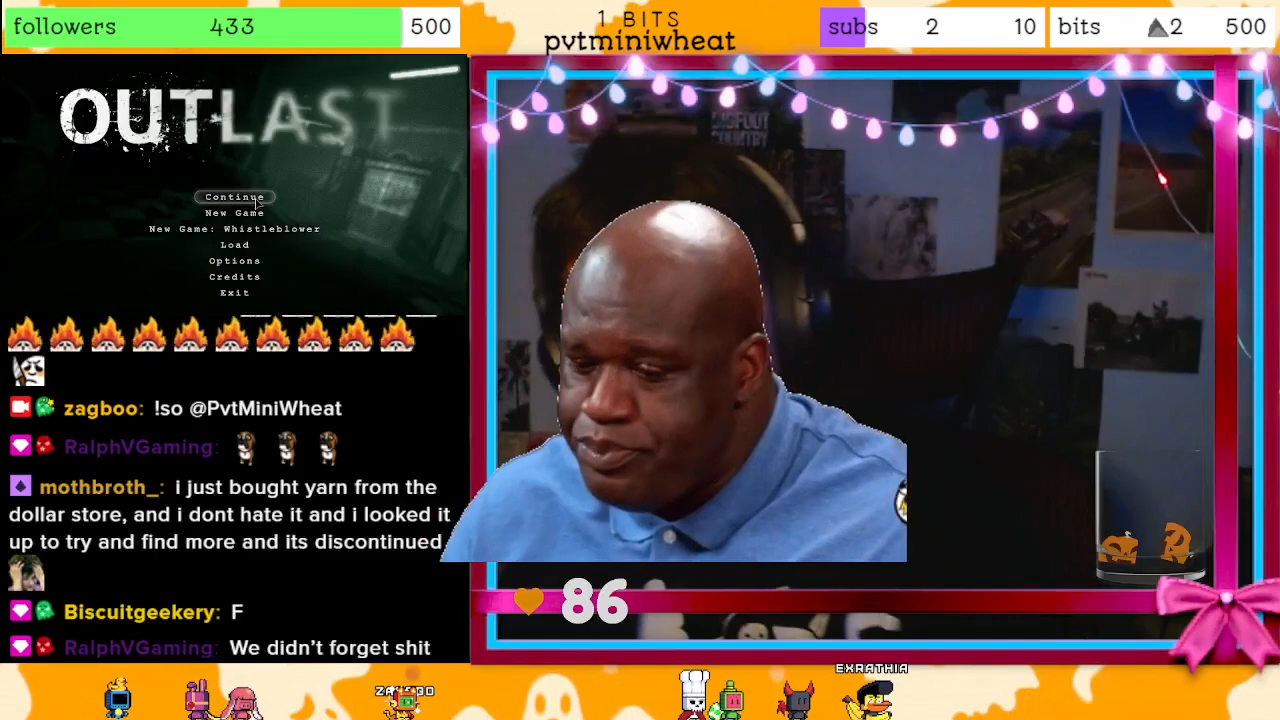 followers 433 500
1 BITS
pvtminiwheat
subs 2 10
bits 2 500
OUTLAST
BIGFOOT
COUNTRY
Continue
New Game
New Game: Whistleblower
Load
Options
Credits
Exit
zagboo: !so @PvtMiniWheat
RalphVGaming:
mothbroth_: i just bought yarn from the
dollar store, and i dont hate it and i looked it
up to try and find more and its discontinued
Biscuitgeekery: F
RalphVGaming: We didn't forget shit
86
ZAGBOO
EXRATHIA